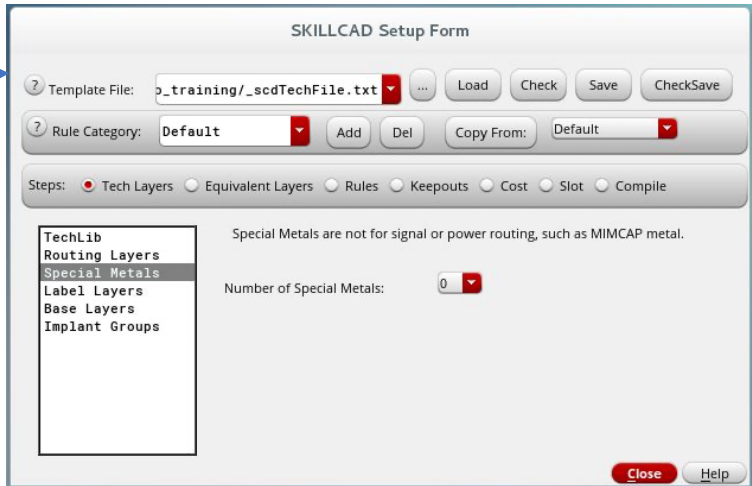 SKILLCAD Setup Form
? Template File: o_training/_scdTechFile.txt ... Load Check Save CheckSave
? Rule Category: Default Add Del Copy From: Default
Steps: Tech Layers Equivalent Layers Rules Keepouts Cost Slot Compile
TechLib
Routing Layers
Special Metals
Label Layers
Base Layers
Implant Groups
Special Metals are not for signal or power routing, such as MIMCAP metal.
Number of Special Metals: 0
Close Help